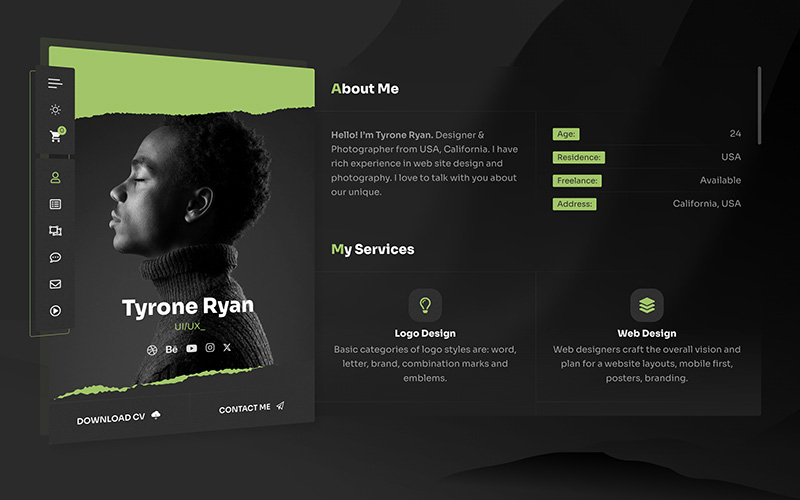 Tyrone Ryan
UI/UX_
DOWNLOAD CV
CONTACT ME
About Me
Hello! I'm Tyrone Ryan. Designer &
Photographer from USA, California. I have
rich experience in web site design and
photography. I love to talk with you about
our unique.
Age: 24
Residence: USA
Freelance: Available
Address: California, USA
My Services
Logo Design
Basic categories of logo styles are: word,
letter, brand, combination marks and
emblems.
Web Design
Web designers craft the overall vision and
plan for a website layouts, mobile first,
posters, branding.